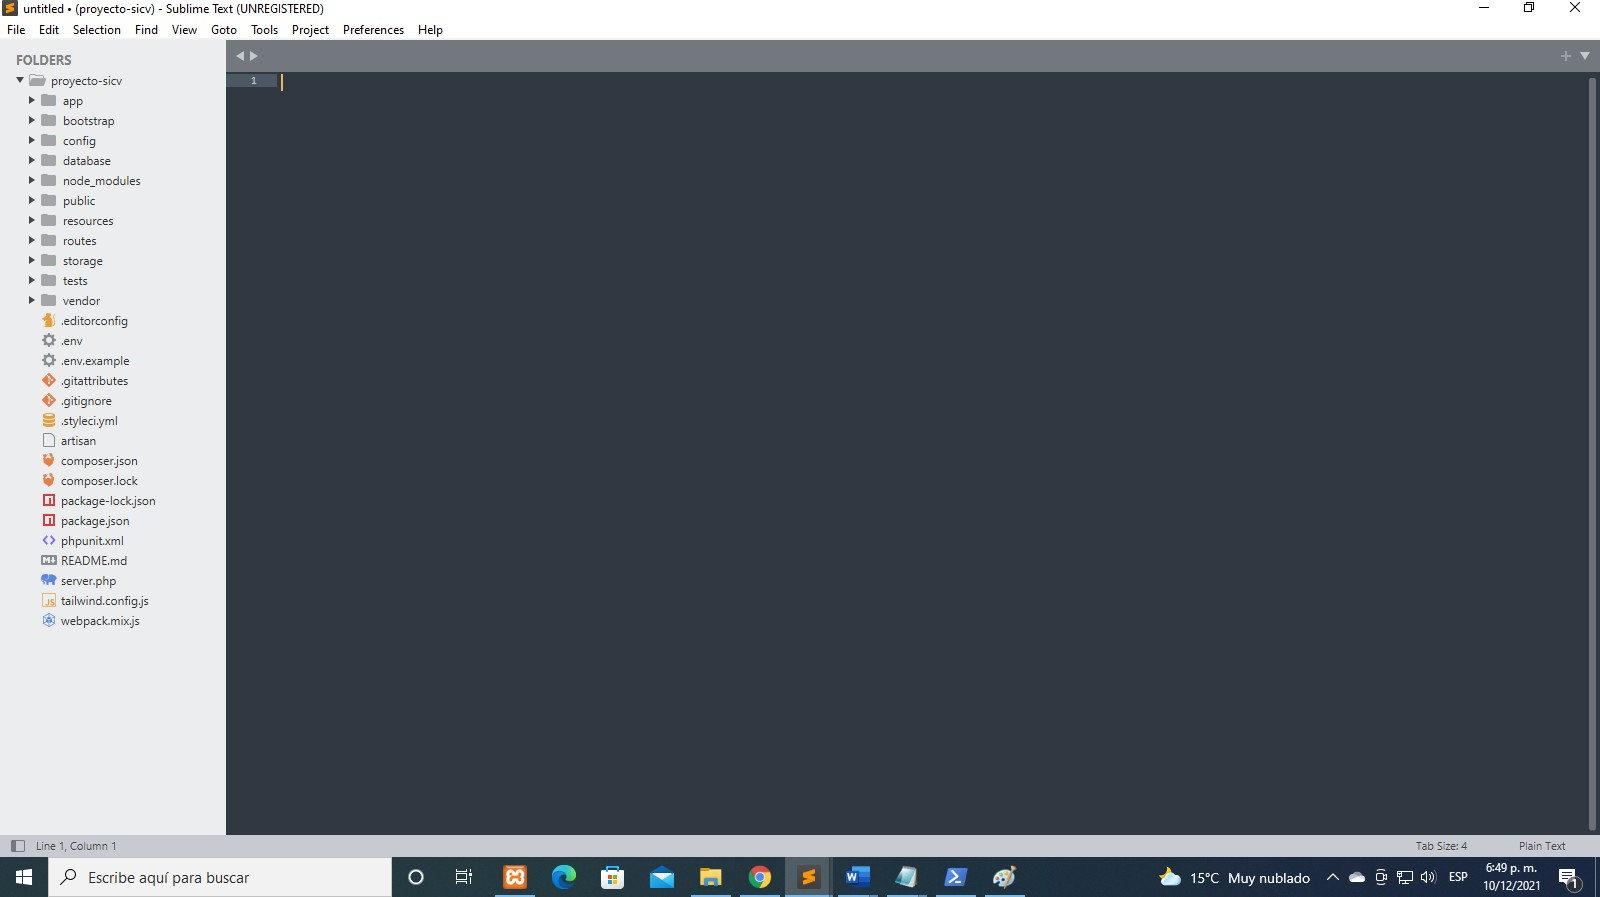 untitled • (proyecto-sicv) - Sublime Text (UNREGISTERED)
File Edit Selection Find View Goto Tools Project Preferences Help
FOLDERS
proyecto-sicv
app
bootstrap
config
database
node_modules
public
resources
routes
storage
tests
vendor
.editorconfig
.env
.env.example
.gitattributes
.gitignore
.styleci.yml
artisan
composer.json
composer.lock
package-lock.json
package.json
phpunit.xml
README.md
server.php
tailwind.config.js
webpack.mix.js
1
Line 1, Column 1 Tab Size: 4 Plain Text
Escribe aquí para buscar
15°C Muy nublado
ESP
6:49 p. m.
10/12/2021
1